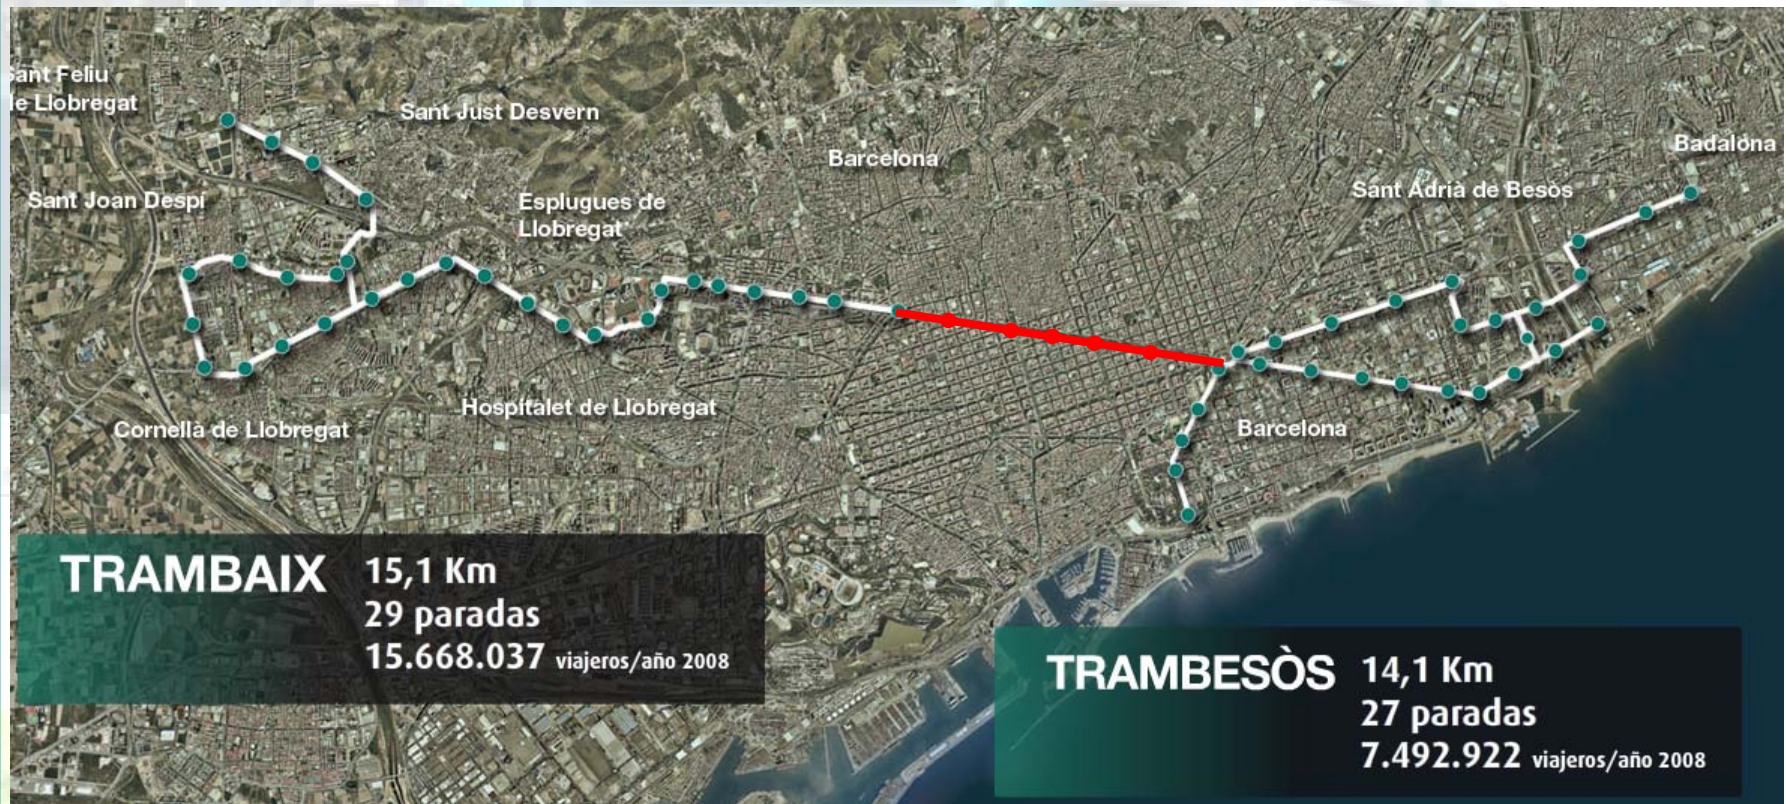 Sant Feliu
de Llobregat
Sant Just Desvern
Barcelona
Badalona
Sant Joan Despí
Esplugues de
Llobregat
Sant Adrià de Besòs
Hospitalet de Llobregat
Cornellà de Llobregat
Barcelona
TRAMBAIX
15,1 Km
29 paradas
15.668.037 viajeros/año 2008
TRAMBESÒS
14,1 Km
27 paradas
7.492.922 viajeros/año 2008